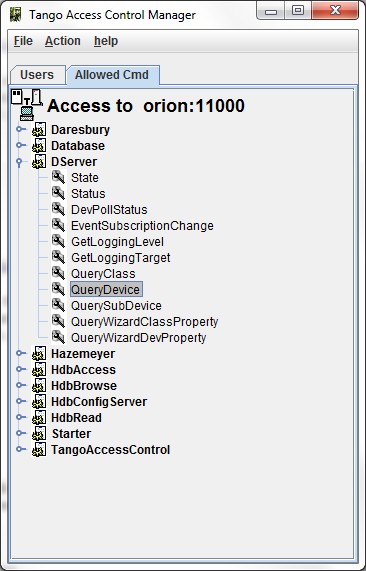 Tango Access Control Manager
File Action help
Users Allowed Cmd
Access to orion:11000
Daresbury
Database
DServer
State
Status
DevPollStatus
EventSubscriptionChange
GetLoggingLevel
GetLoggingTarget
QueryClass
QueryDevice
QuerySubDevice
QueryWizardClassProperty
QueryWizardDevProperty
Hazemeyer
HdbAccess
HdbBrowse
HdbConfigServer
HdbRead
Starter
TangoAccessControl